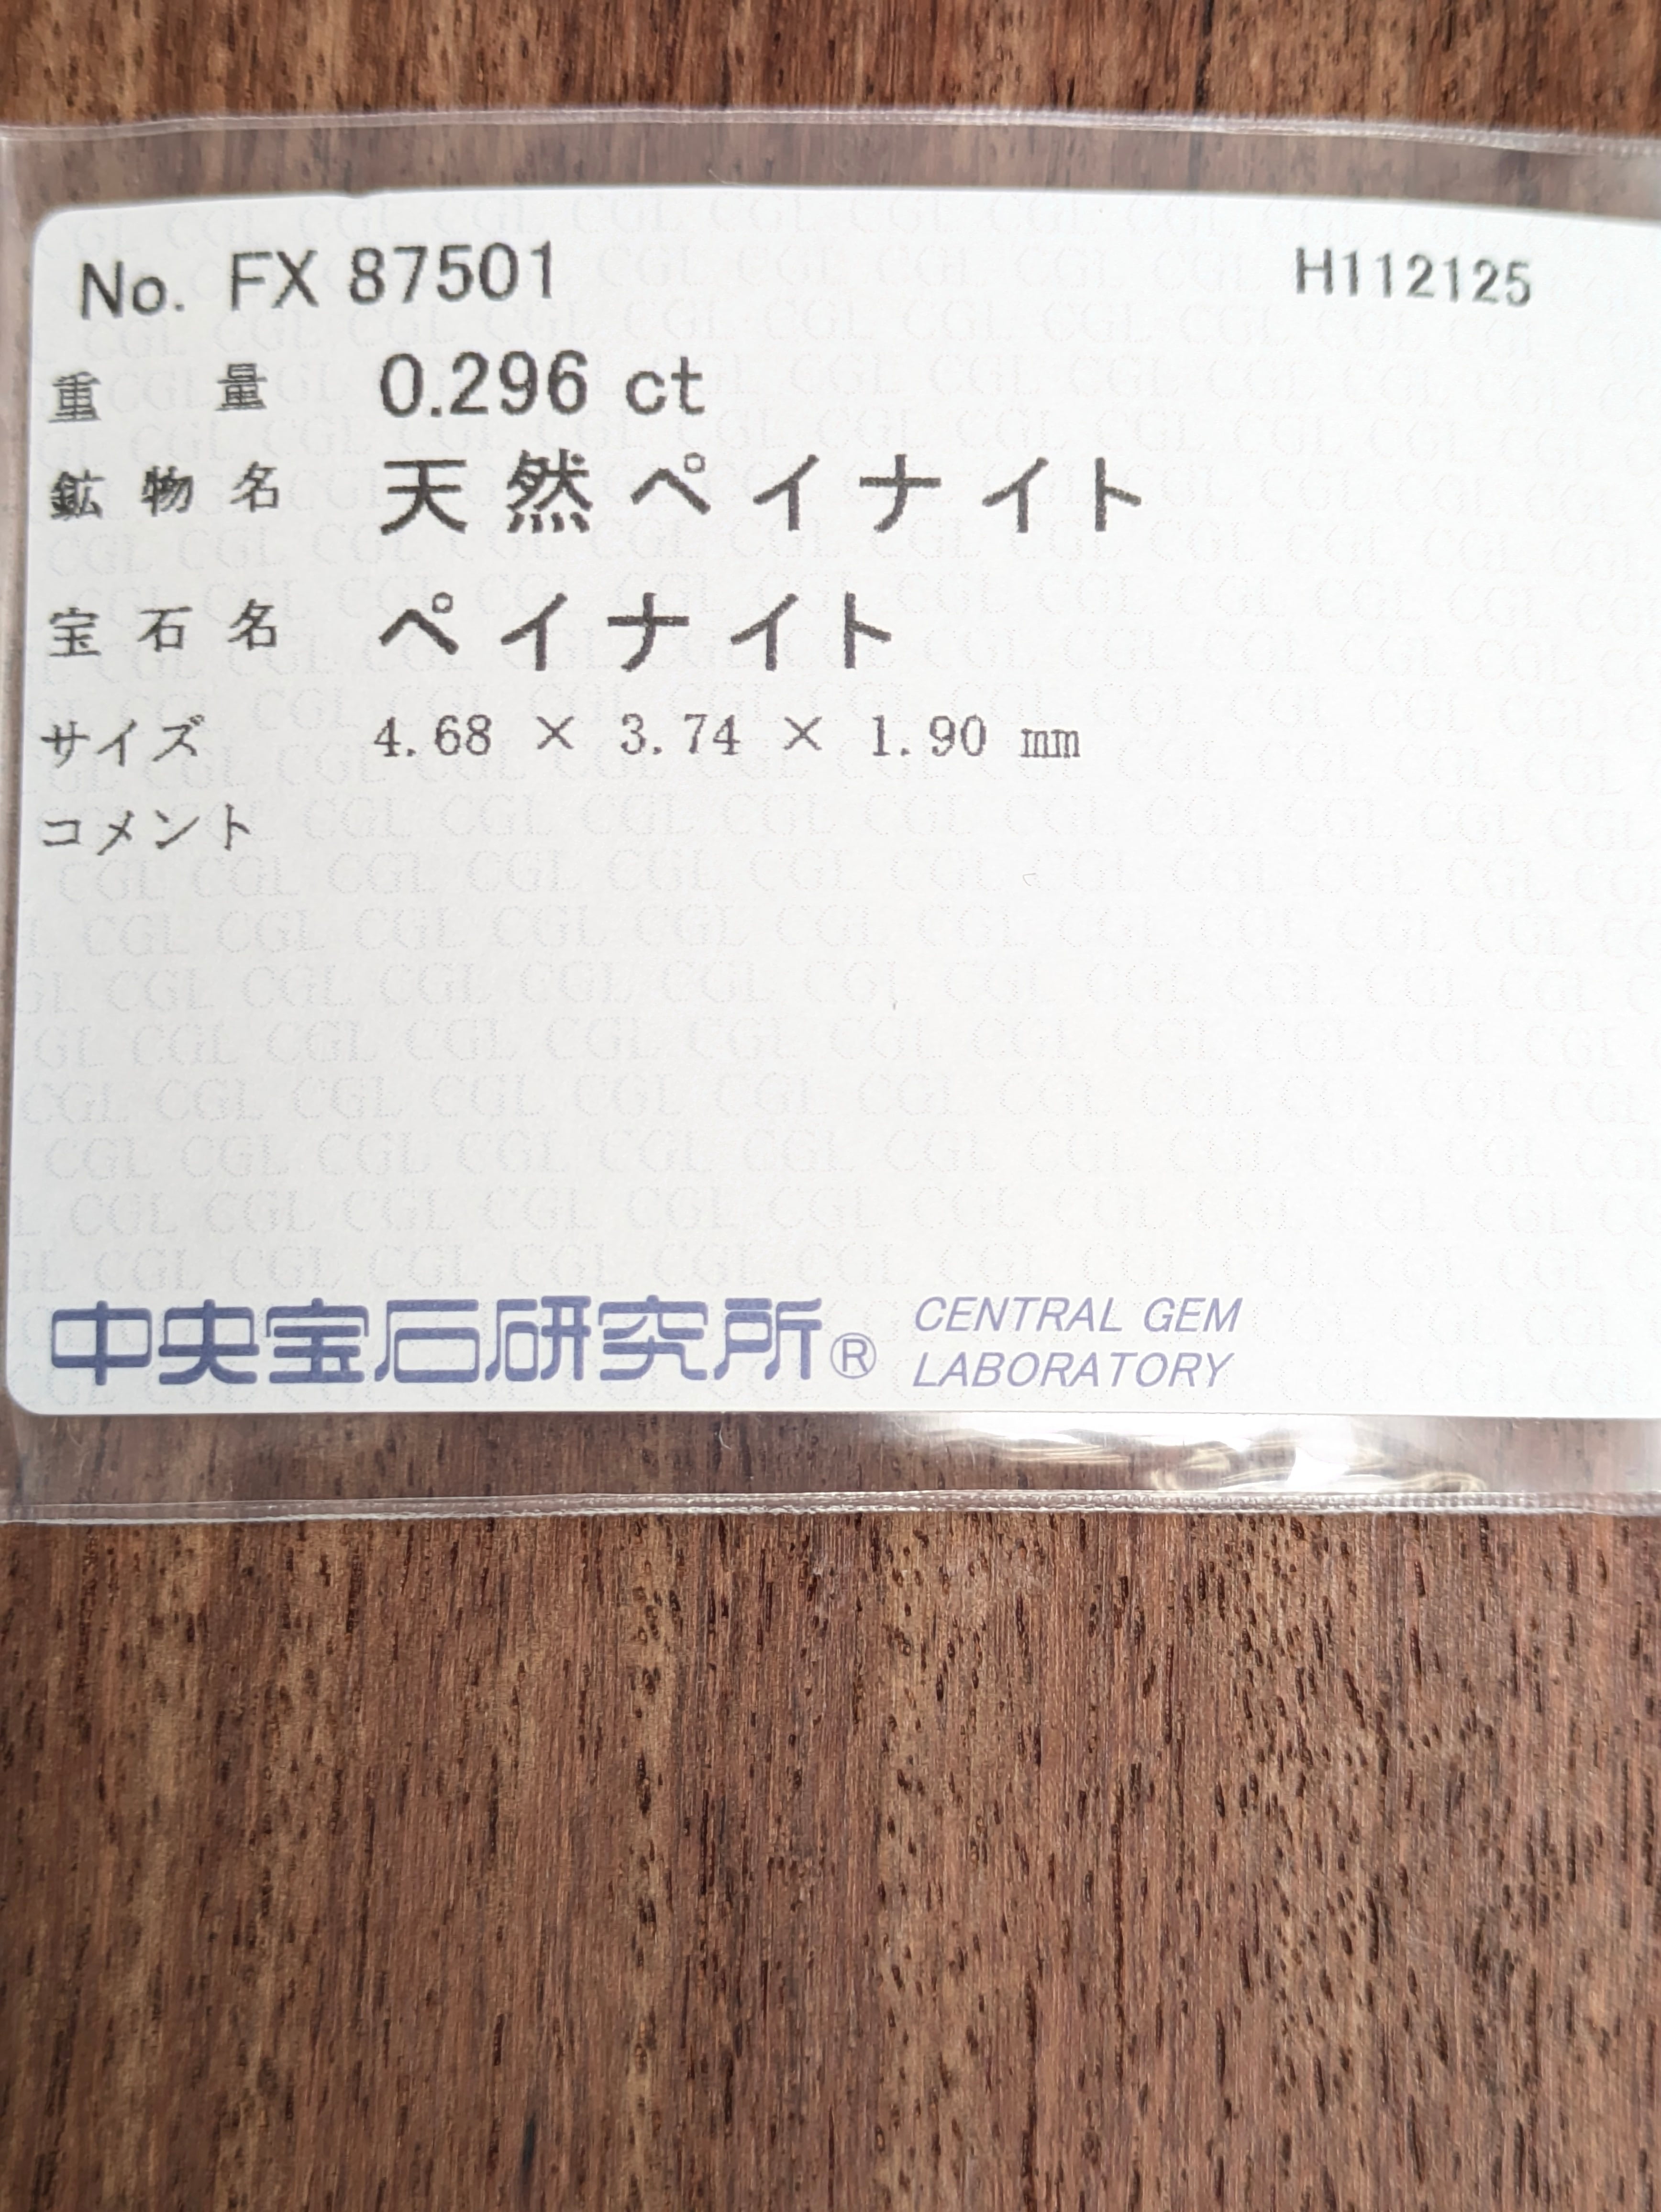 No. FX 87501 H112125
重量 0.296 ct
鉱物名 天然ペイナイト
宝石名 ペイナイト
サイズ 4.68 × 3.74 × 1.90 mm
コメント
中央宝石研究所® CENTRAL GEM
LABORATORY